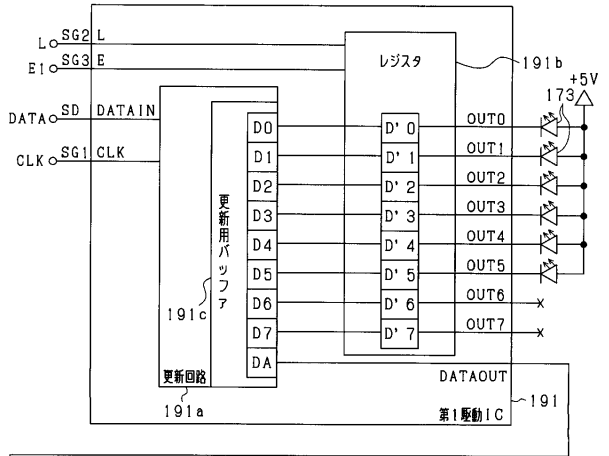 L SG2 L
E1 SG3 E
DATA SD DATAIN
CLK SG1 CLK
レジスタ
191b
+5V
173
D0 D'0 OUT0
D1 D'1 OUT1
D2 D'2 OUT2
D3 D'3 OUT3
D4 D'4 OUT4
D5 D'5 OUT5
D6 D'6 OUT6
D7 D'7 OUT7
DA
更新用バッファ
191c
更新回路
191a
DATAOUT
第1駆動IC
191